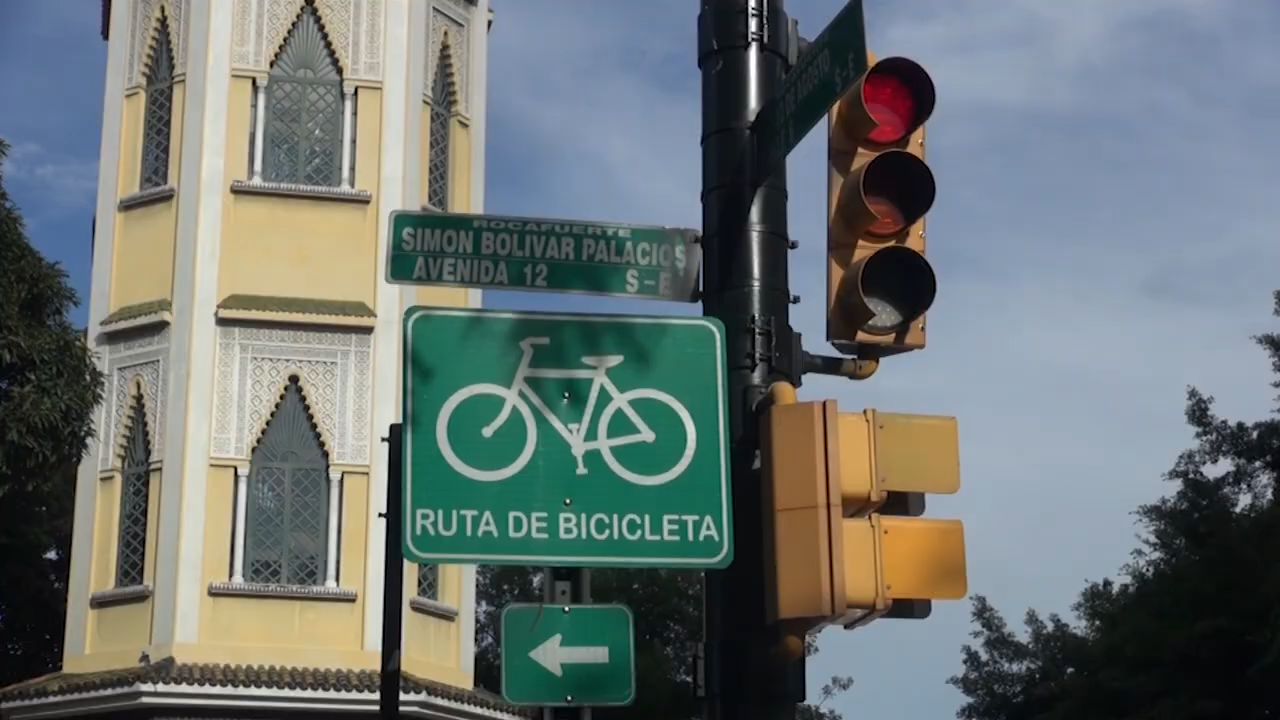 ROCAFUERTE
SIMON BOLIVAR PALACIOS
AVENIDA 12 S-E
RUTA DE BICICLETA
S-E